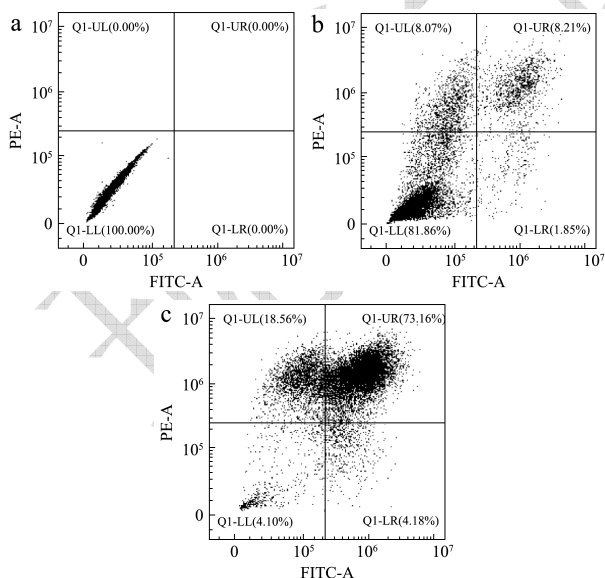 a
Q1-UL(0.00%)
Q1-UR(0.00%)
10⁷
10⁶
10⁵
0
PE-A
Q1-LL(100.00%)
Q1-LR(0.00%)
0
10⁵
10⁶
10⁷
FITC-A
b
Q1-UL(8.07%)
Q1-UR(8.21%)
10⁷
10⁶
10⁵
0
PE-A
Q1-LL(81.86%)
Q1-LR(1.85%)
0
10⁵
10⁶
10⁷
FITC-A
c
Q1-UL(18.56%)
Q1-UR(73.16%)
10⁷
10⁶
10⁵
0
PE-A
Q1-LL(4.10%)
Q1-LR(4.18%)
0
10⁵
10⁶
10⁷
FITC-A